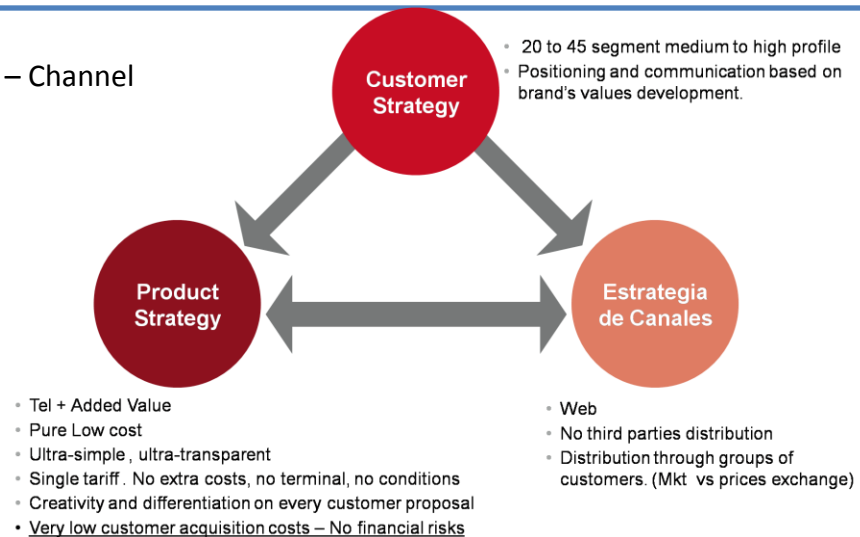 – Channel
Customer
Strategy
• 20 to 45 segment medium to high profile
• Positioning and communication based on
brand's values development.
Product
Strategy
Estrategia
de Canales
• Tel + Added Value
• Pure Low cost
• Ultra-simple , ultra-transparent
• Single tariff . No extra costs, no terminal, no conditions
• Creativity and differentiation on every customer proposal
• Very low customer acquisition costs – No financial risks
• Web
• No third parties distribution
• Distribution through groups of
customers. (Mkt vs prices exchange)